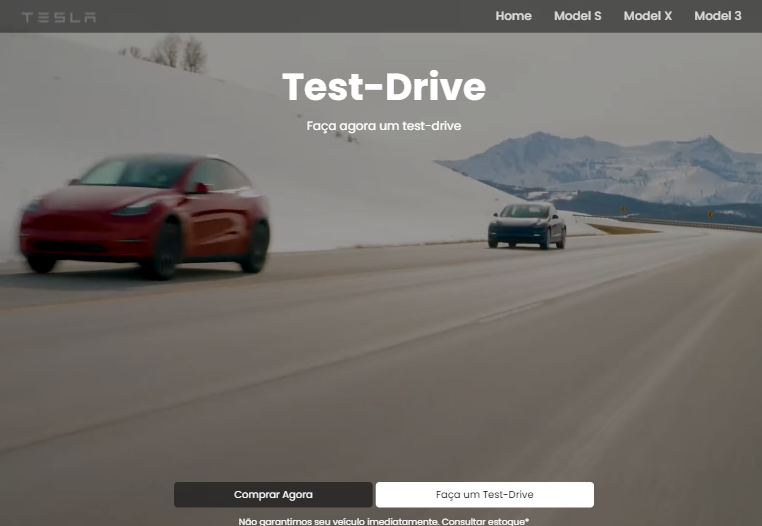 TESLA
Home Model S Model X Model 3
Test-Drive
Faça agora um test-drive
Comprar Agora Faça um Test-Drive
Não garantimos seu veículo imediatamente. Consultar estoque*